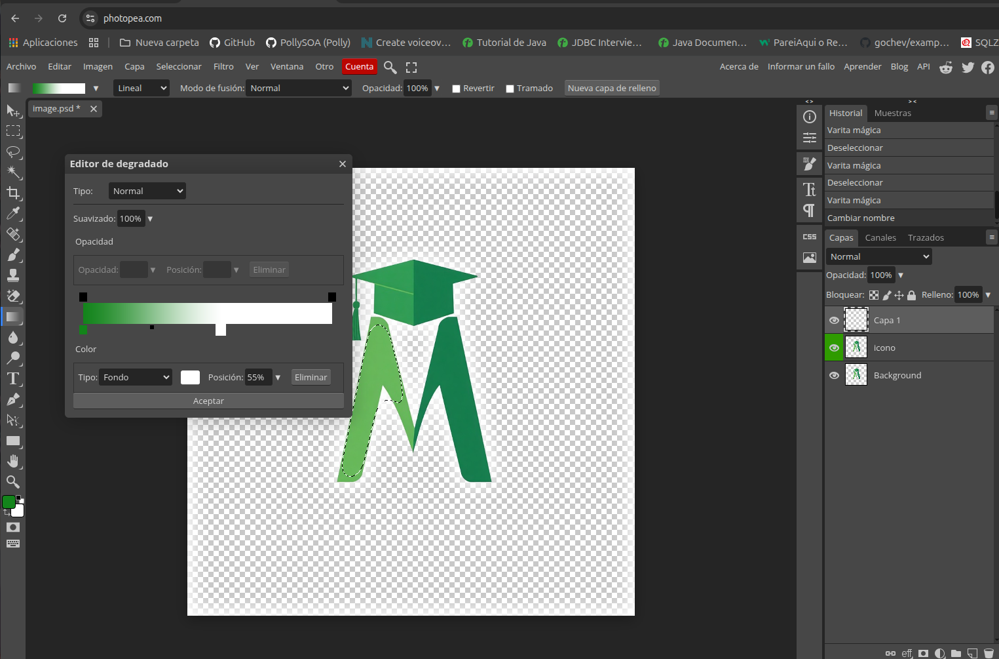 photopea.com
Aplicaciones
Nueva carpeta
GitHub
PollySOA (Polly)
Create voiceov...
Tutorial de Java
JDBC Intervie...
Java Documen...
PareiAqui o Re...
gochev/examp...
SQLZ
Archivo Editar Imagen Capa Seleccionar Filtro Ver Ventana Otro Cuenta
Acerca de Informar un fallo Aprender Blog API
Lineal
Modo de fusión: Normal
Opacidad: 100%
Revertir
Tramado
Nueva capa de relleno
image.psd *
Editor de degradado
Tipo: Normal
Suavizado: 100%
Opacidad
Opacidad: Posición: Eliminar
Color
Tipo: Fondo Posición: 55% Eliminar
Aceptar
Historial Muestras
Varita mágica
Deseleccionar
Varita mágica
Deseleccionar
Varita mágica
Cambiar nombre
CSS
Capas Canales Trazados
Normal
Opacidad: 100%
Bloquear: Relleno: 100%
Capa 1
icono
Background
eff